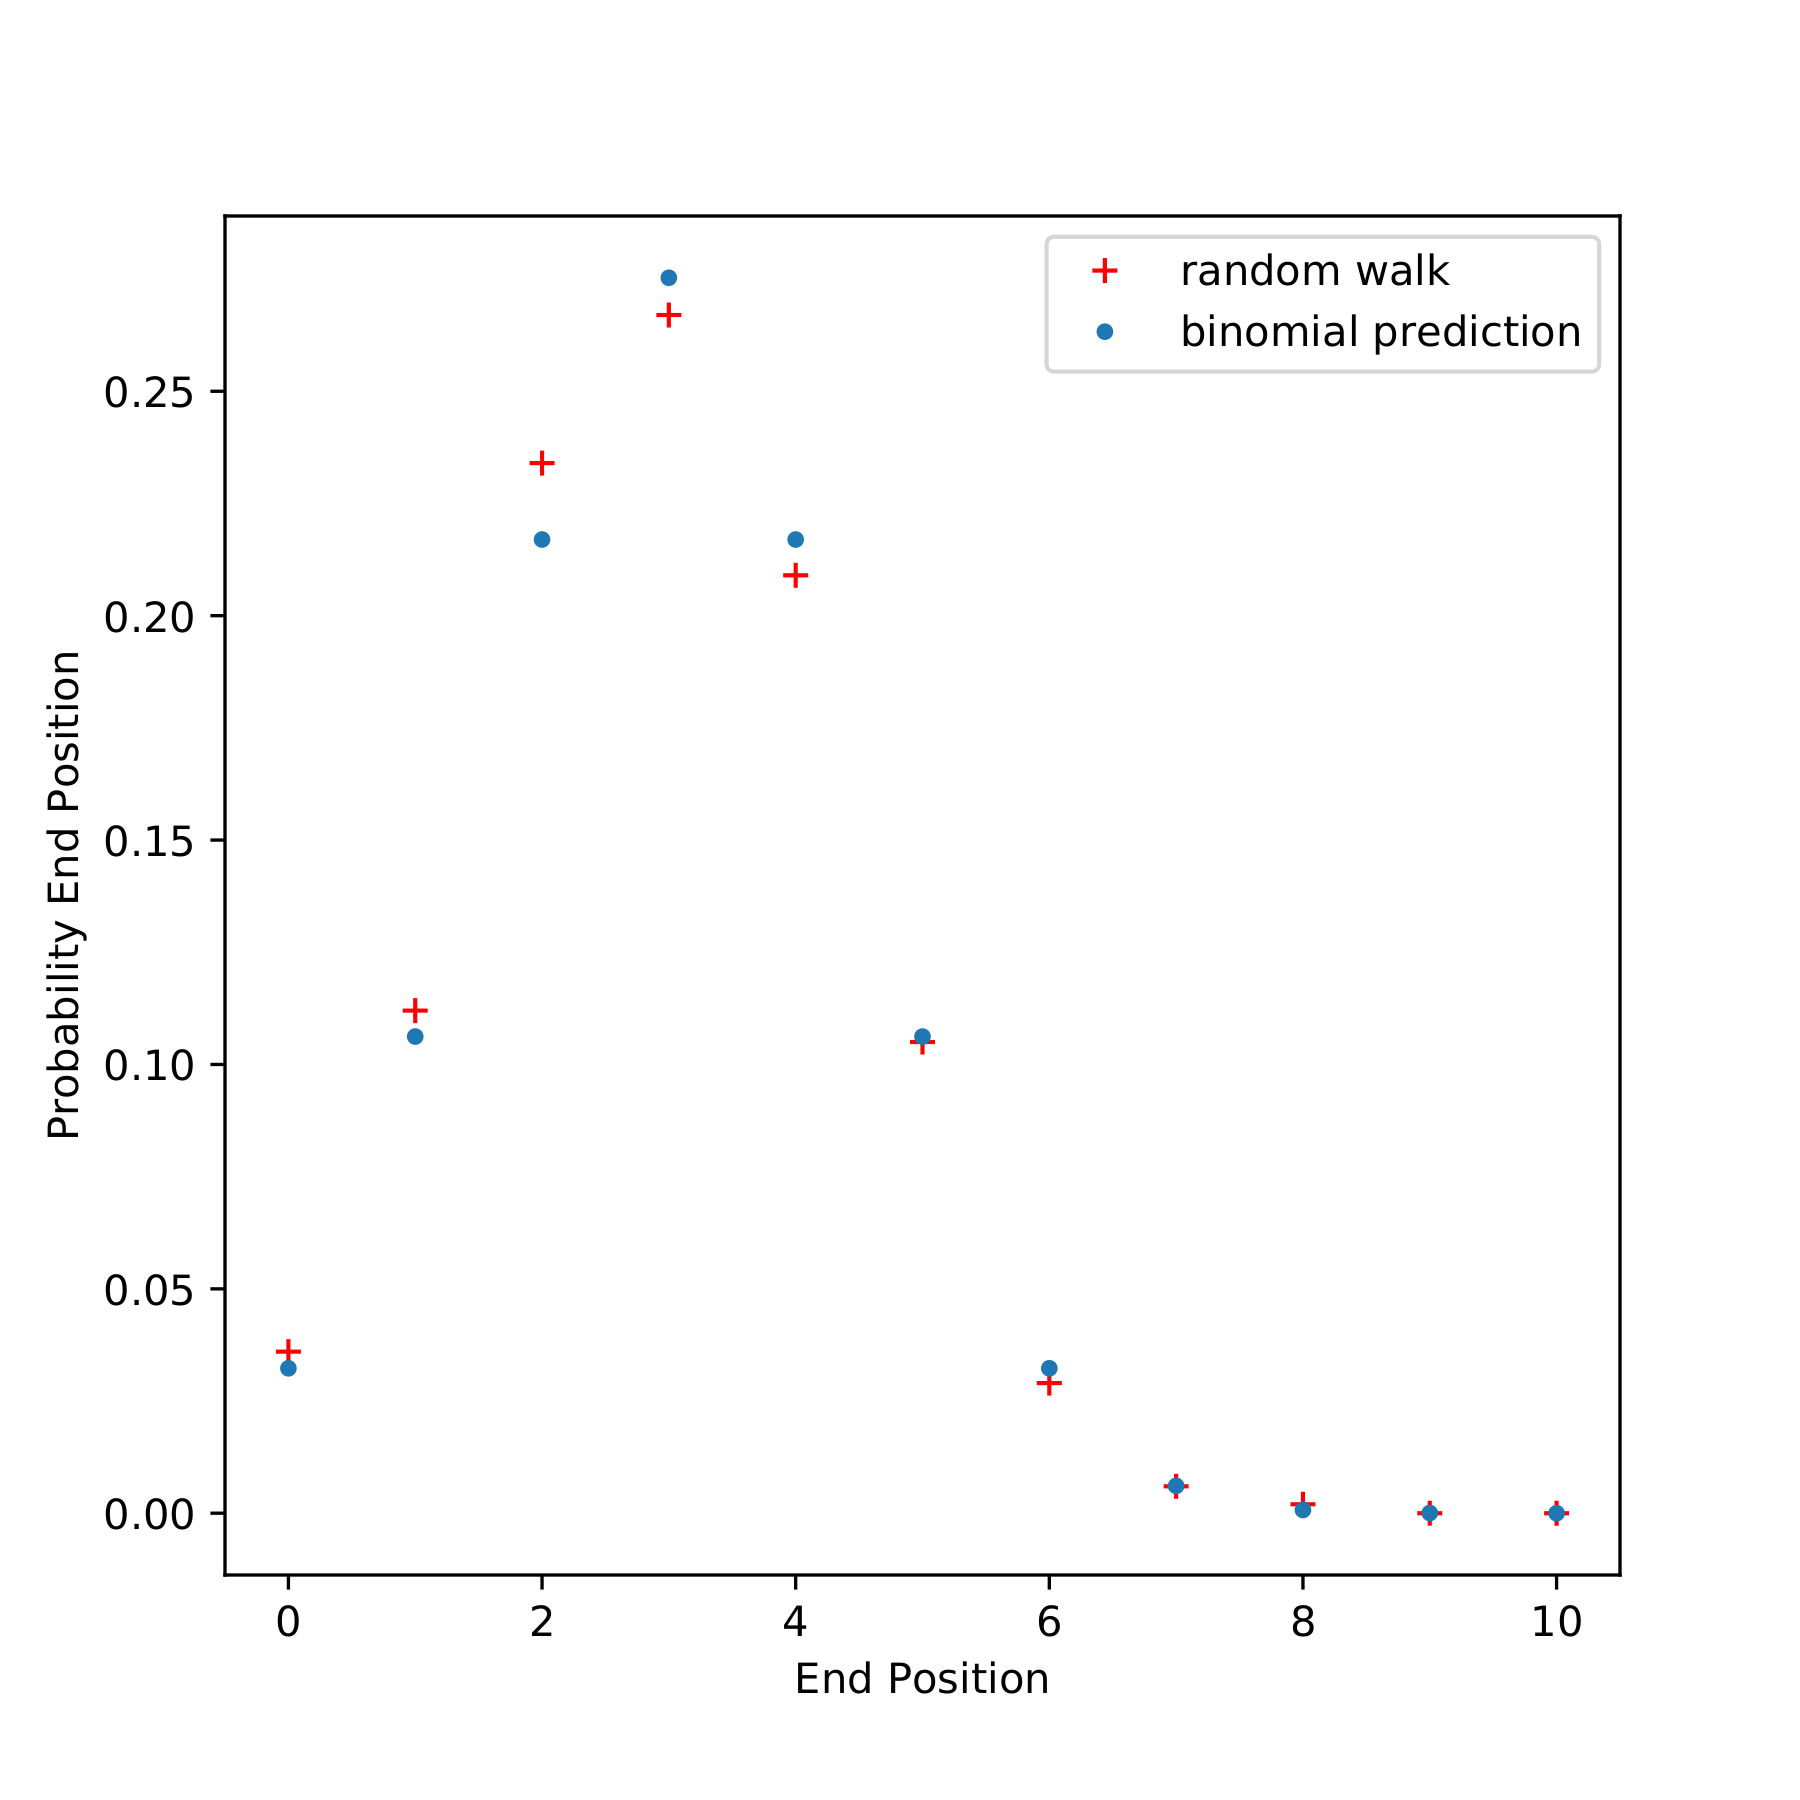 random walk
binomial prediction
0.25
0.20
0.15
0.10
0.05
0.00
Probability End Position
0 2 4 6 8 10
End Position